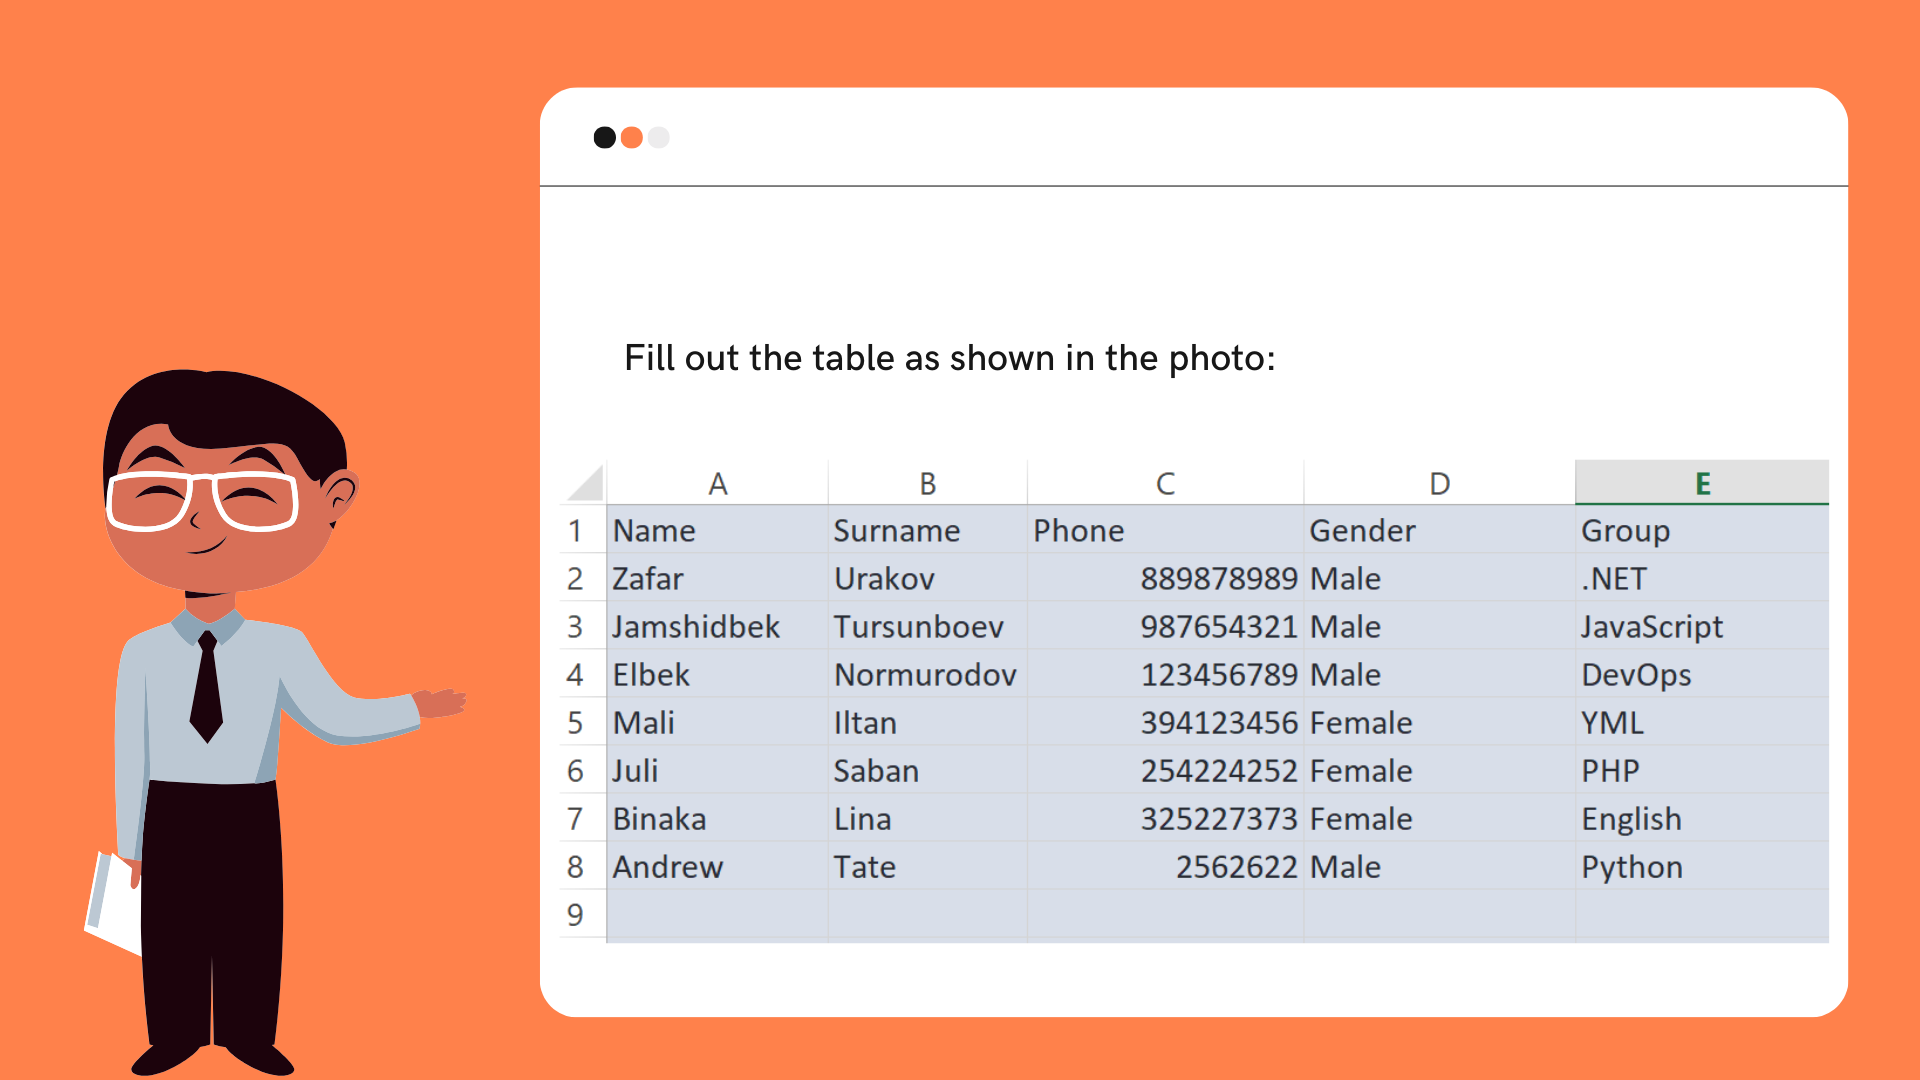 Fill out the table as shown in the photo:
A B C D E
1 Name Surname Phone Gender Group
2 Zafar Urakov 889878989 Male .NET
3 Jamshidbek Tursunboev 987654321 Male JavaScript
4 Elbek Normurodov 123456789 Male DevOps
5 Mali Iltan 394123456 Female YML
6 Juli Saban 254224252 Female PHP
7 Binaka Lina 325227373 Female English
8 Andrew Tate 2562622 Male Python
9